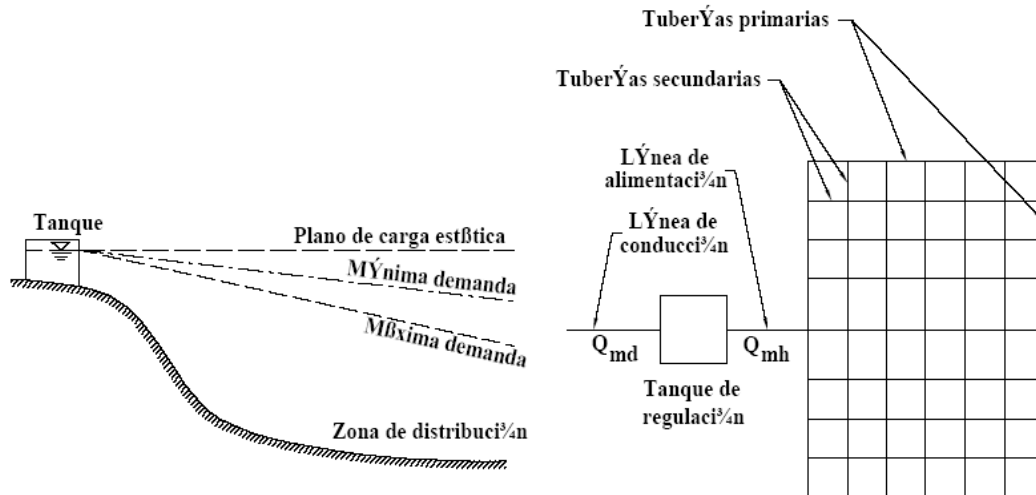 Tanque
Plano de carga estßtica
MÝnima demanda
Mßxima demanda
Zona de distribuci¾n
TuberÝas primarias
TuberÝas secundarias
LÝnea de
alimentaci¾n
LÝnea de
conducci¾n
Qmd
Qmh
Tanque de
regulaci¾n